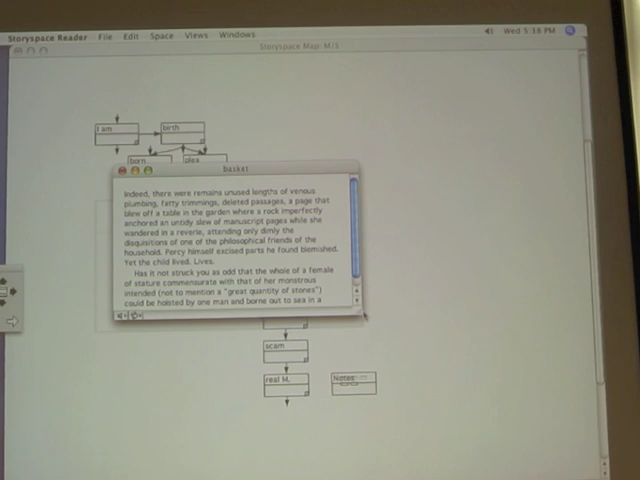 Storyspace Reader File Edit Space Views Windows
Wed 5:38 PM
Storyspace Map: M/S
I am
birth
born
plea
basket
Indeed, there were remains unused lengths of venous
plumbing, fatty trimmings, deleted passages, a page that
blew off a table in the garden where a rock imperfectly
anchored an untidy slew of manuscript pages while she
wandered in a reverie, attending only dimly the
disquisitions of one of the philosophical friends of the
household. Percy himself excised parts he found blemished.
Yet the child lived. Lives.
Has it not struck you as odd that the whole of a female
of stature commensurate with that of her monstrous
intended (not to mention a "great quantity of stones")
could be hoisted by one man and borne out to sea in a
scam
real M.
Notes